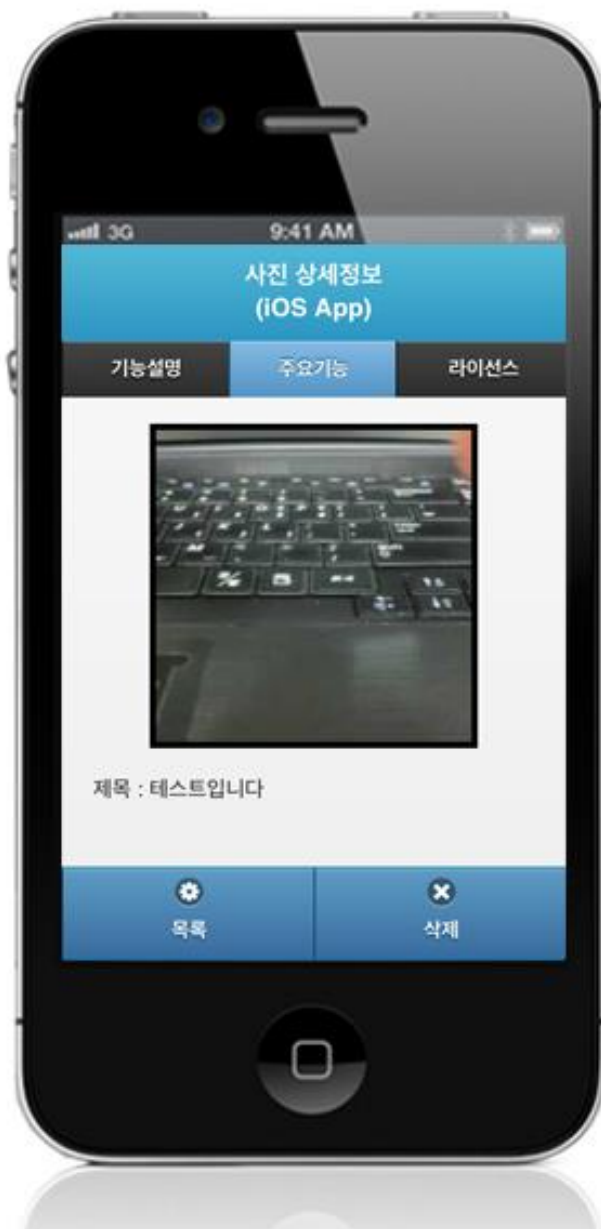 3G 9:41 AM
사진 상세정보
(iOS App)
기능설명 주요기능 라이선스
제목 : 테스트입니다
목록 삭제